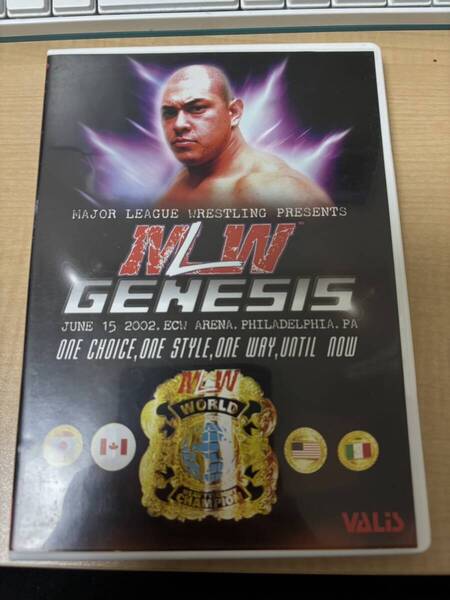 MAJOR LEAGUE WRESTLING PRESENTS
MLW
GENESIS
JUNE 15 2002. ECW ARENA. PHILADELPHIA. PA
ONE CHOICE, ONE STYLE, ONE WAY, UNTIL NOW
MLW
WORLD
CHAMPION
VALiS